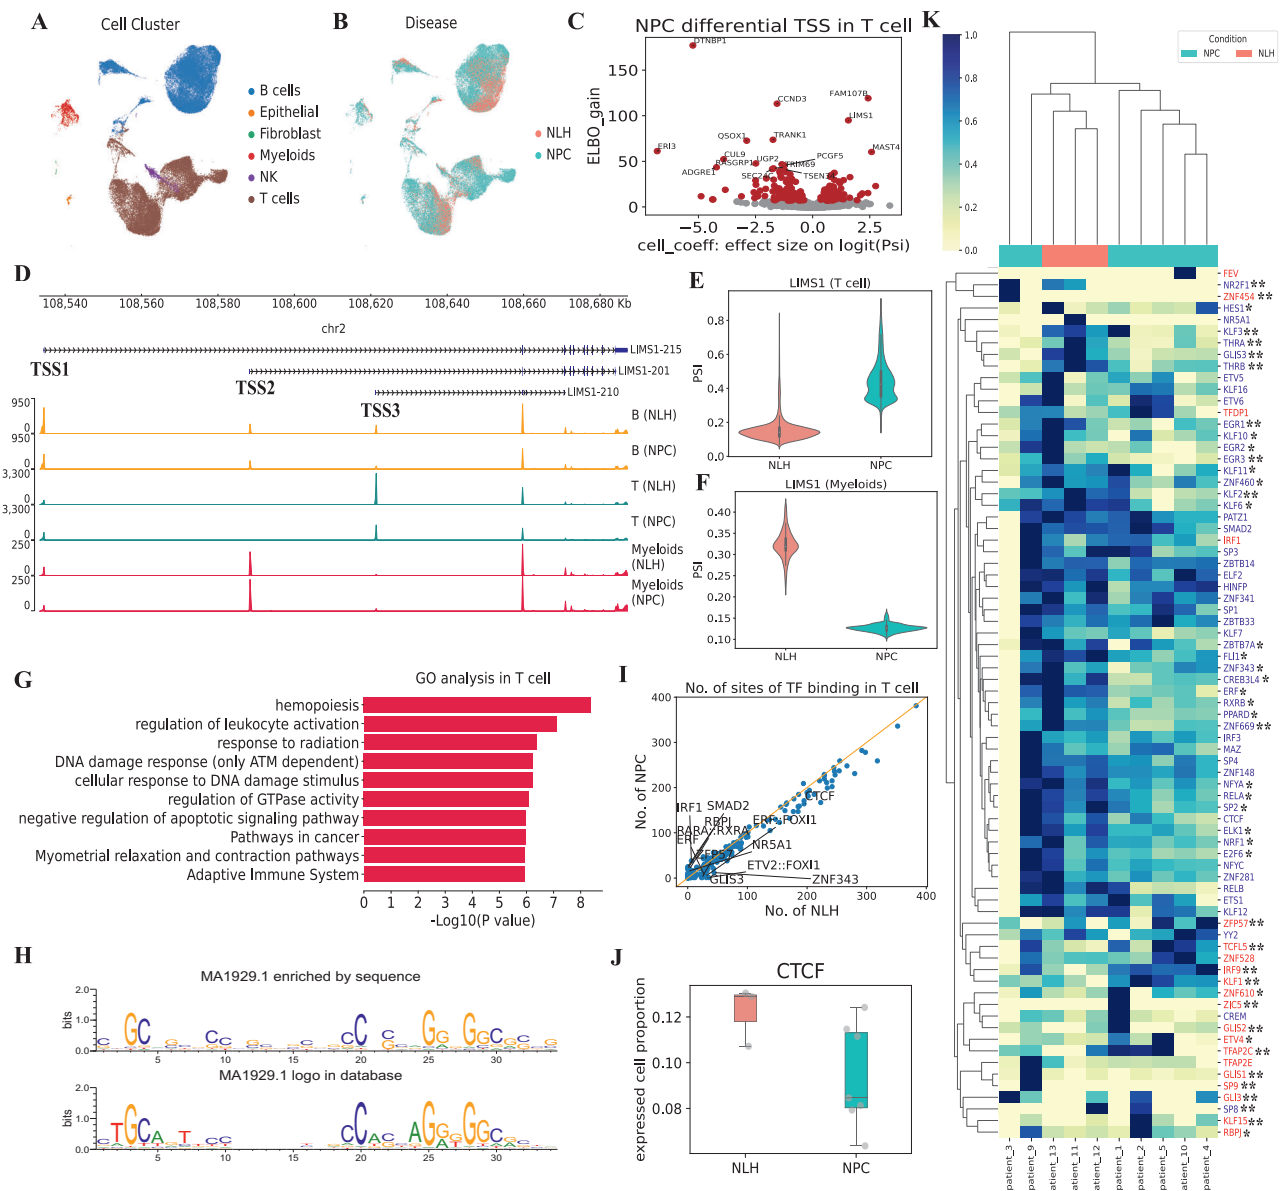 A
Cell Cluster
B cells
Epithelial
Fibroblast
Myeloids
NK
T cells
B
Disease
NLH
NPC
C
NPC differential TSS in T cell
ELBO_gain
150
100
50
0
DTNBP1
FAM107B
CCND3
LIMS1
QSOX1
TRANK1
ERI3
MAST4
CUL9
RASGRP1
UGP2
PCGF5
TRIM69
ADGRE1
SEC24C
TSEN34
−5.0
−2.5
0.0
2.5
cell_coeff: effect size on logit(Psi)
D
108,540
108,560
108,580
108,600
108,620
108,640
108,660
108,680 Kb
chr2
LIMS1-215
TSS1
LIMS1-201
TSS2
LIMS1-210
TSS3
950
0
B (NLH)
950
0
B (NPC)
3,300
0
T (NLH)
3,300
0
T (NPC)
250
0
Myeloids
(NLH)
250
0
Myeloids
(NPC)
E
LIMS1 (T cell)
PSI
0.8
0.6
0.4
0.2
0.0
NLH
NPC
F
LIMS1 (Myeloids)
PSI
0.40
0.35
0.30
0.25
0.20
0.15
0.10
NLH
NPC
G
GO analysis in T cell
hemopoiesis
regulation of leukocyte activation
response to radiation
DNA damage response (only ATM dependent)
cellular response to DNA damage stimulus
regulation of GTPase activity
negative regulation of apoptotic signaling pathway
Pathways in cancer
Myometrial relaxation and contraction pathways
Adaptive Immune System
0 1 2 3 4 5 6 7 8
-Log10(P value)
H
MA1929.1 enriched by sequence
bits
2.0
1.0
0.0
5 10 15 20 25 30
MA1929.1 logo in database
bits
2.0
1.0
0.0
5 10 15 20 25 30
I
No. of sites of TF binding in T cell
No. of NPC
400
300
200
100
0
CTCF
IRF1
SMAD2
RBPJ
ERF::FOXI1
RARA::RXRA
ERF
ZFP57
NR5A1
ETV2::FOXI1
GLIS3
ZNF343
0 100 200 300 400
No. of NLH
J
CTCF
expressed cell proportion
0.12
0.10
0.08
NLH
NPC
K
1.0
0.8
0.6
0.4
0.2
0.0
Condition
NPC
NLH
FEV
NR2F1 **
ZNF454 **
HES1 *
NR5A1
KLF3 **
THRA **
GLIS3 **
THRB **
ETV5
KLF16
ETV6
TFDP1
EGR1 **
KLF10 *
EGR2 *
EGR3 **
KLF11 *
ZNF460 *
KLF2 **
KLF6 *
PATZ1
SMAD2
IRF1
SP3
ZBTB14
ELF2
HINFP
ZNF341
SP1
ZBTB33
KLF7
ZBTB7A *
FLI1 *
ZNF343 *
CREB3L4 *
ERF *
RXRB *
PPARD *
ZNF669 **
IRF3
MAZ
SP4
ZNF148
NFYA *
RELA *
SP2 *
CTCF
ELK1 *
NRF1 *
E2F6 *
NFYC
ZNF281
RELB
ETS1
KLF12
ZFP57 **
YY2
TCFL5 **
ZNF528
IRF9 **
KLF1 **
ZNF610 *
ZIC5 **
CREM
GLIS2 **
ETV4 *
TFAP2C **
TFAP2E
GLIS1 **
SP9 **
GLI3 **
SP8 **
KLF15 **
RBPJ *
patient_3
patient_9
patient_13
patient_11
patient_12
patient_1
patient_2
patient_5
patient_10
patient_4